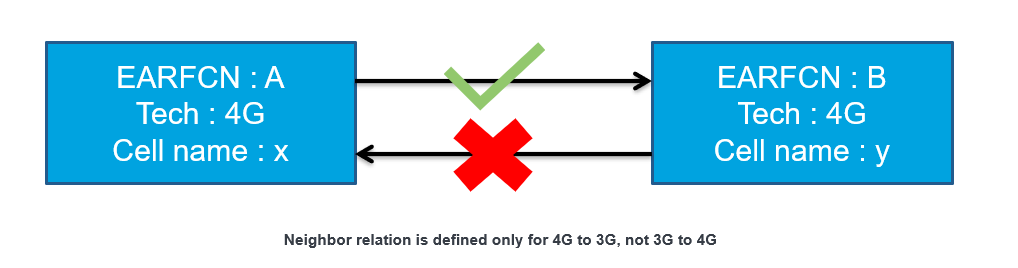 EARFCN : A
Tech : 4G
Cell name : x
EARFCN : B
Tech : 4G
Cell name : y
Neighbor relation is defined only for 4G to 3G, not 3G to 4G